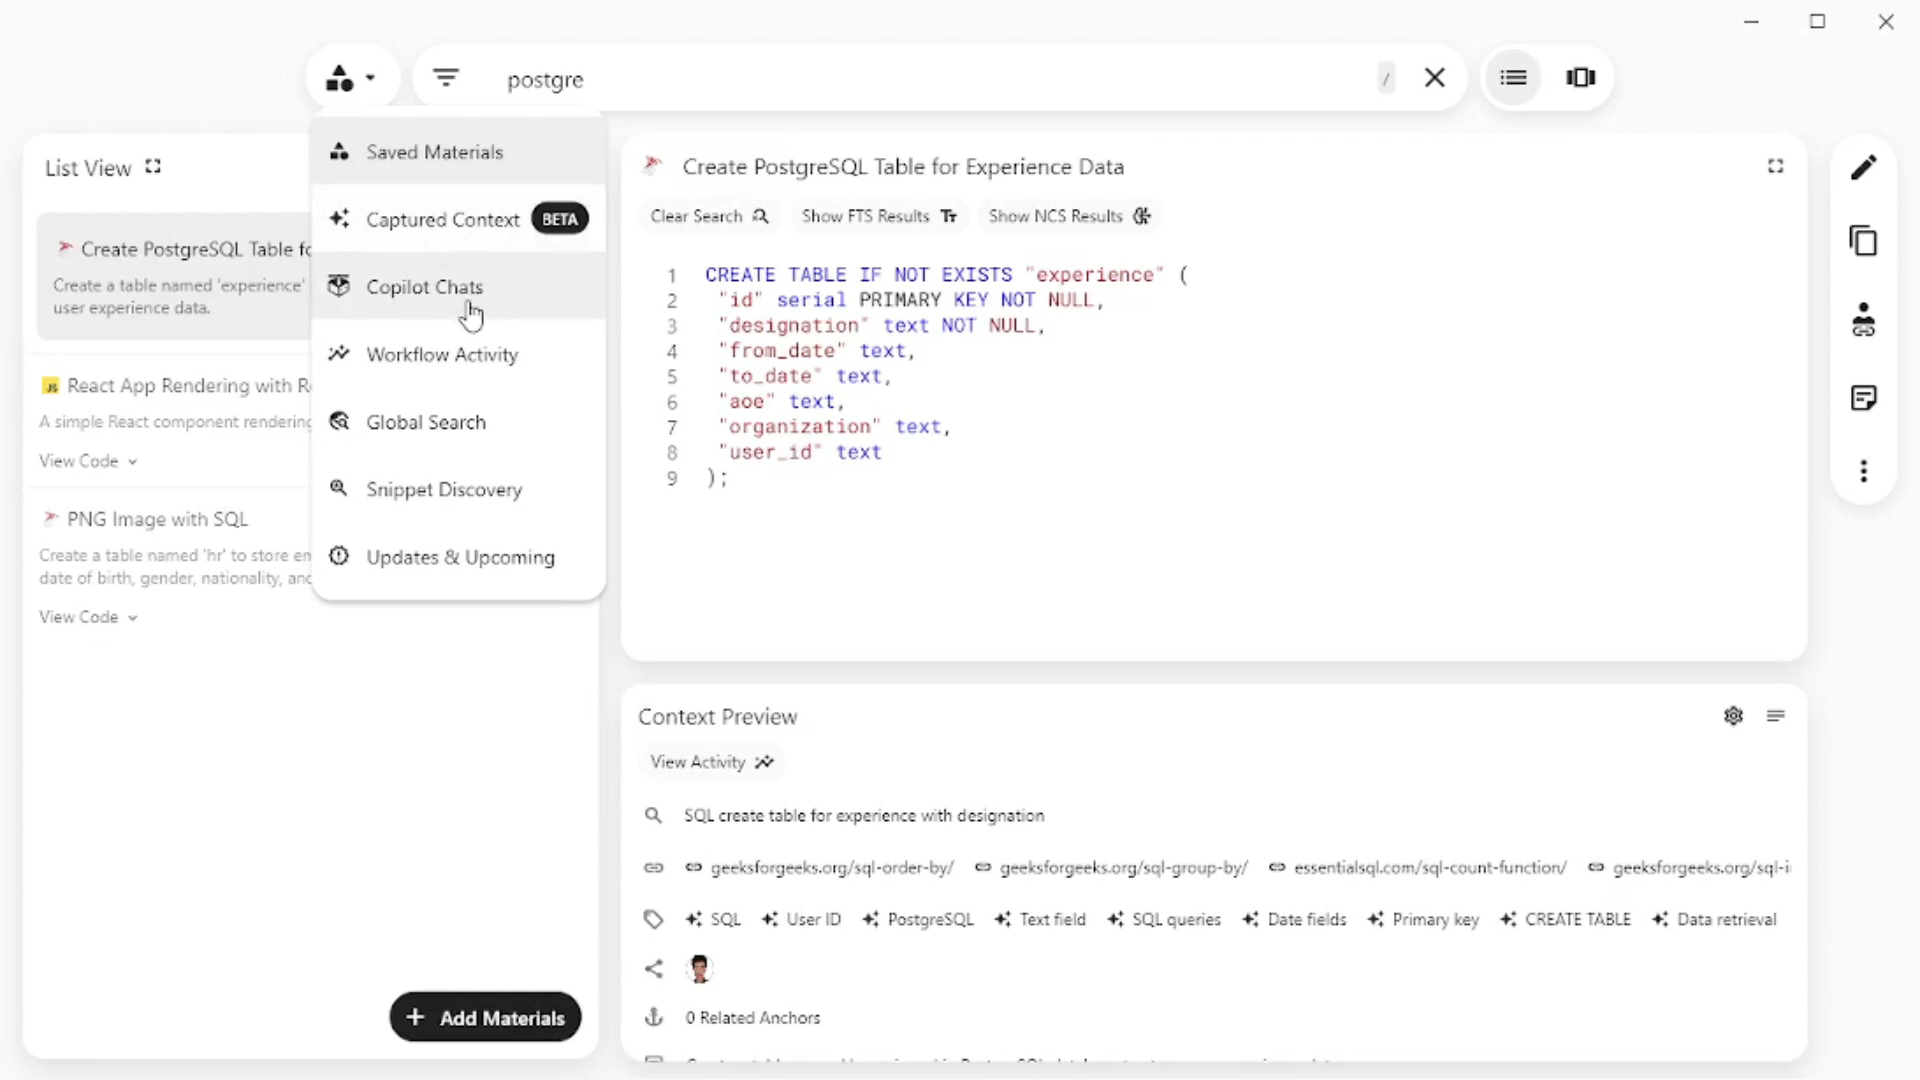 postgre
/
List View
Create PostgreSQL Table fo
Create a table named 'experience'
user experience data.
React App Rendering with R
A simple React component rendering
View Code
PNG Image with SQL
Create a table named 'hr' to store em
date of birth, gender, nationality, and
View Code
+ Add Materials
Saved Materials
Captured Context BETA
Copilot Chats
Workflow Activity
Global Search
Snippet Discovery
Updates & Upcoming
Create PostgreSQL Table for Experience Data
Clear Search Show FTS Results Tr Show NCS Results
1 CREATE TABLE IF NOT EXISTS "experience" (
2 "id" serial PRIMARY KEY NOT NULL,
3 "designation" text NOT NULL,
4 "from_date" text,
5 "to_date" text,
6 "aoe" text,
7 "organization" text,
8 "user_id" text
9 );
Context Preview
View Activity
SQL create table for experience with designation
geeksforgeeks.org/sql-order-by/ geeksforgeeks.org/sql-group-by/ essentialsql.com/sql-count-function/ geeksforgeeks.org/sql-i
SQL User ID PostgreSQL Text field SQL queries Date fields Primary key CREATE TABLE Data retrieval
0 Related Anchors